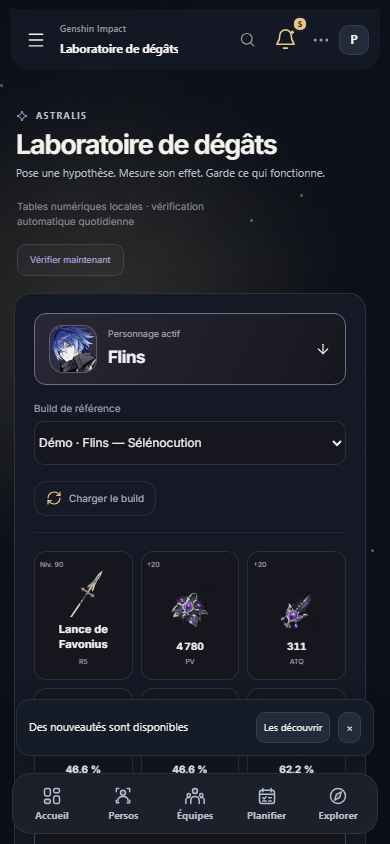 Genshin Impact
Laboratoire de dégâts
5
P
ASTRALIS
Laboratoire de dégâts
Pose une hypothèse. Mesure son effet. Garde ce qui fonctionne.
Tables numériques locales · vérification
automatique quotidienne
Vérifier maintenant
Personnage actif
Flins
Build de référence
Démo · Flins — Sélénocution
Charger le build
Niv. 90
+20
+20
Lance de
Favonius
R5
4 780
PV
311
ATQ
Des nouveautés sont disponibles
Les découvrir
×
46.6 %
46.6 %
62.2 %
Accueil
Persos
Équipes
Planifier
Explorer